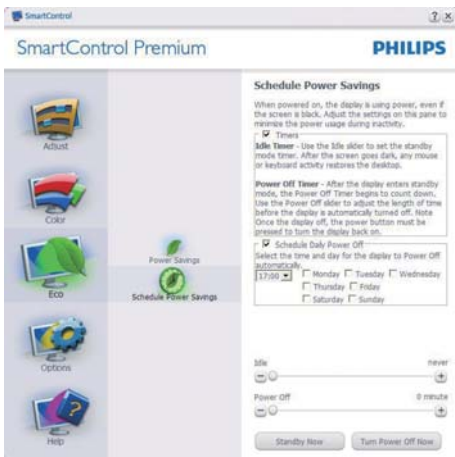 SmartControl
SmartControl Premium
PHILIPS
Adjust
Color
Eco
Options
Help
Power Savings
Schedule Power Savings
Schedule Power Savings
When powered on, the display is using power, even if
the screen is black. Adjust the settings on this pane to
minimize the power usage during inactivity.
Timers
Idle Timer - Use the Idle slider to set the standby
mode timer. After the screen goes dark, any mouse
or keyboard activity restores the desktop.
Power Off Timer - After the display enters standby
mode, the Power Off Timer begins to count down.
Use the Power Off slider to adjust the length of time
before the display is automatically turned off. Note
Once the display off, the power button must be
pressed to turn the display back on.
Schedule Daily Power Off
Select the time and day for the display to Power Off
automatically.
17:00 Monday Tuesday Wednesday
Thursday Friday
Saturday Sunday
Idle never
Power Off 0 minute
Standby Now Turn Power Off Now